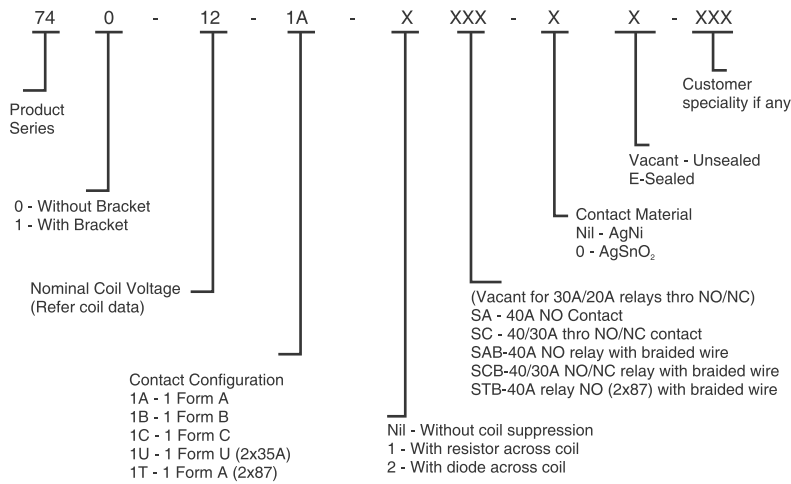 74 0 - 12 - 1A - X XXX - X X - XXX
Product
Series
Customer
speciality if any
Vacant - Unsealed
E-Sealed
0 - Without Bracket
1 - With Bracket
Contact Material
Nil - AgNi
0 - AgSnO₂
Nominal Coil Voltage
(Refer coil data)
(Vacant for 30A/20A relays thro NO/NC)
SA - 40A NO Contact
SC - 40/30A thro NO/NC contact
SAB-40A NO relay with braided wire
SCB-40/30A NO/NC relay with braided wire
STB-40A relay NO (2x87) with braided wire
Contact Configuration
1A - 1 Form A
1B - 1 Form B
1C - 1 Form C
1U - 1 Form U (2x35A)
1T - 1 Form A (2x87)
Nil - Without coil suppression
1 - With resistor across coil
2 - With diode across coil